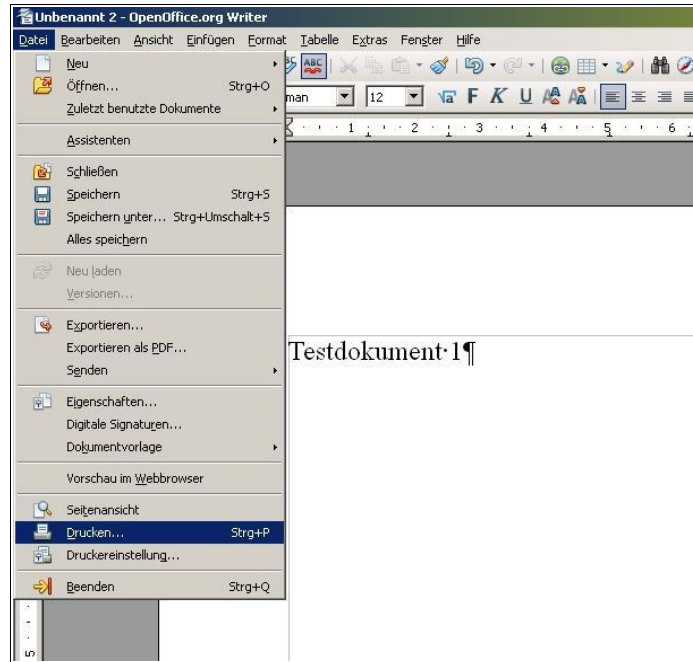 Unbenannt 2 - OpenOffice.org Writer
Datei Bearbeiten Ansicht Einfügen Format Tabelle Extras Fenster Hilfe
Neu
Öffnen... Strg+O
Zuletzt benutzte Dokumente
Assistenten
Schließen
Speichern Strg+S
Speichern unter... Strg+Umschalt+S
Alles speichern
Neu laden
Versionen...
Exportieren...
Exportieren als PDF...
Senden
Eigenschaften...
Digitale Signaturen...
Dokumentvorlage
Vorschau im Webbrowser
Seitenansicht
Drucken... Strg+P
Druckereinstellung...
Beenden Strg+Q
ABC
man 12 F K U
1 2 3 4 5 6
Testdokument·1¶
5